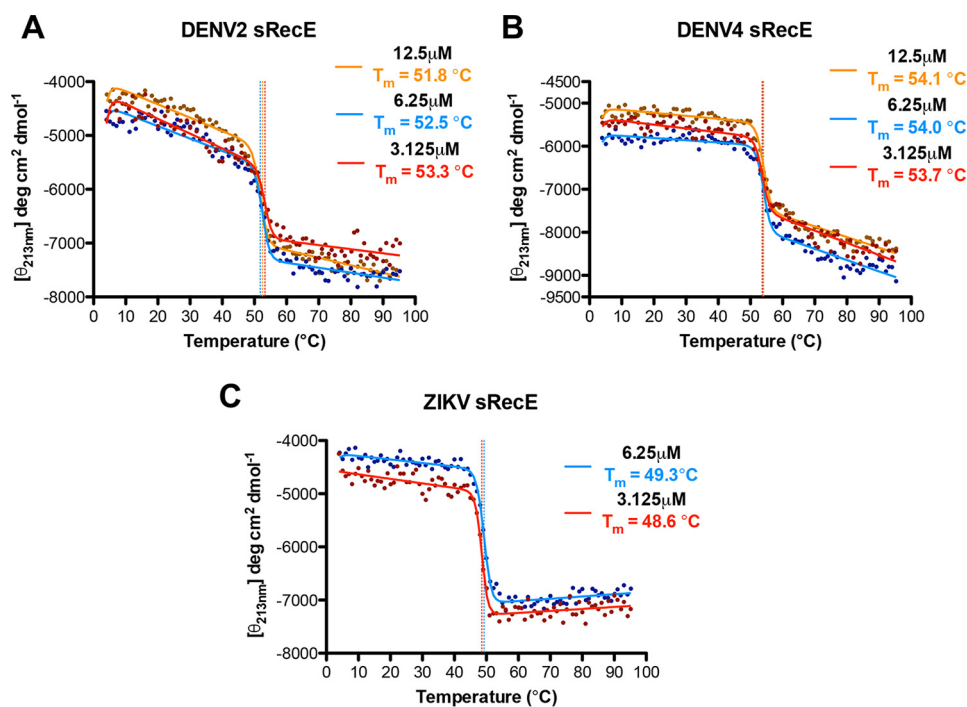 A
DENV2 sRecE
12.5μM
Tm = 51.8 °C
6.25μM
Tm = 52.5 °C
3.125μM
Tm = 53.3 °C
-4000
-5000
-6000
-7000
-8000
[θ213nm] deg cm2 dmol-1
0 10 20 30 40 50 60 70 80 90 100
Temperature (°C)
B
DENV4 sRecE
12.5μM
Tm = 54.1 °C
6.25μM
Tm = 54.0 °C
3.125μM
Tm = 53.7 °C
-4500
-5000
-6000
-7000
-8000
-9000
-9500
[θ213nm] deg cm2 dmol-1
0 10 20 30 40 50 60 70 80 90 100
Temperature (°C)
C
ZIKV sRecE
6.25μM
Tm = 49.3°C
3.125μM
Tm = 48.6 °C
-4000
-5000
-6000
-7000
-8000
[θ213nm] deg cm2 dmol-1
0 10 20 30 40 50 60 70 80 90 100
Temperature (°C)